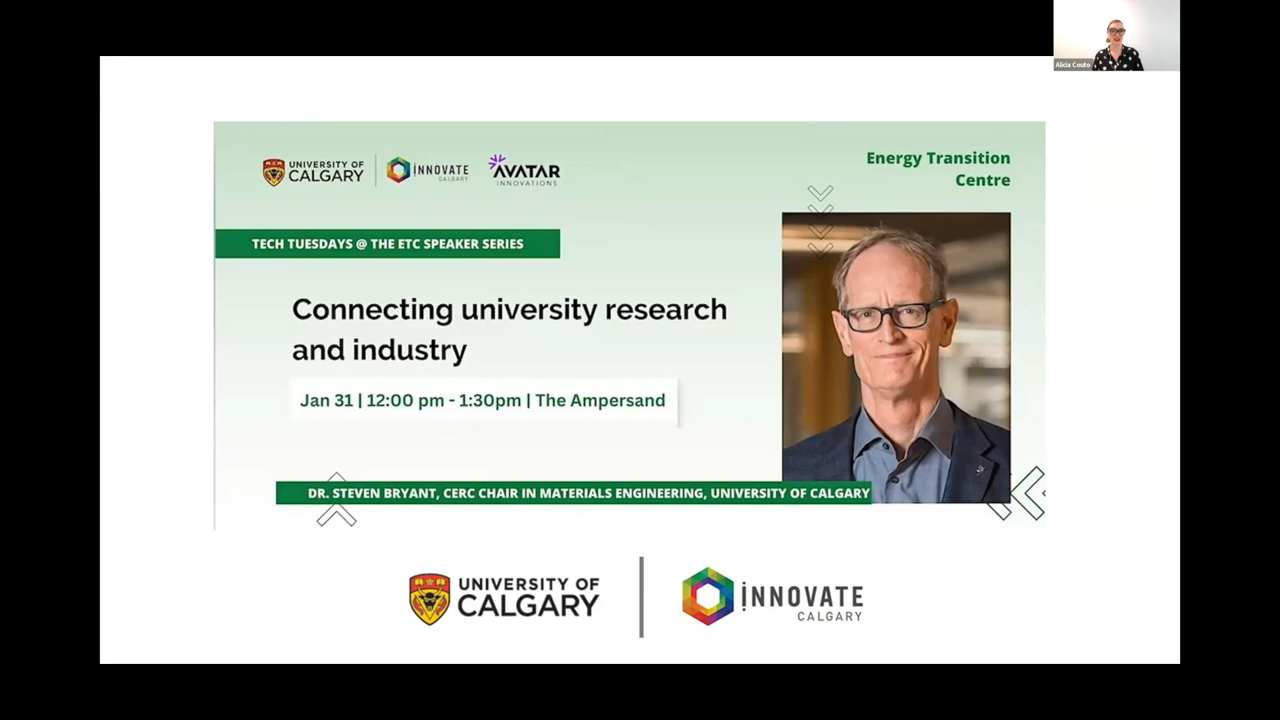 Alicia Couto
UNIVERSITY OF
CALGARY
INNOVATE
CALGARY
AVATAR
INNOVATIONS
Energy Transition
Centre
TECH TUESDAYS @ THE ETC SPEAKER SERIES
Connecting university research
and industry
Jan 31 | 12:00 pm - 1:30pm | The Ampersand
DR. STEVEN BRYANT, CERC CHAIR IN MATERIALS ENGINEERING, UNIVERSITY OF CALGARY
UNIVERSITY OF
CALGARY
INNOVATE
CALGARY